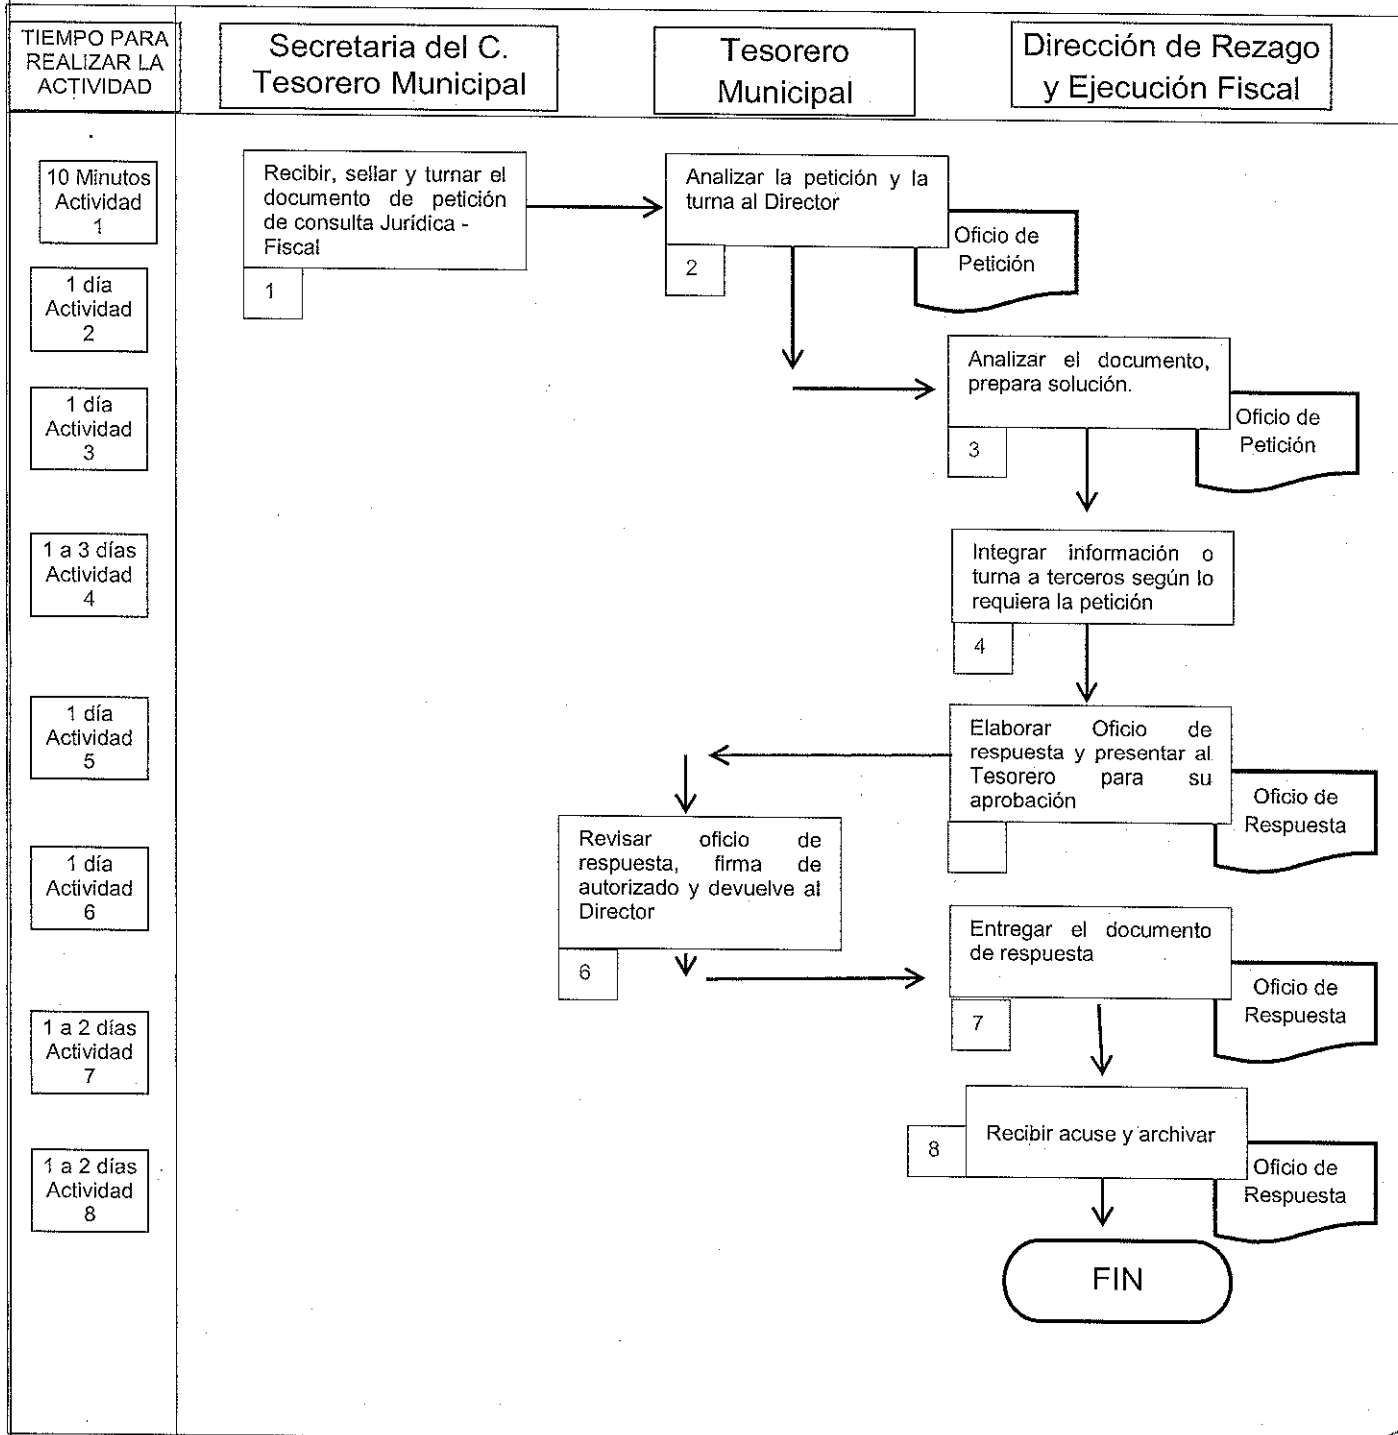 TIEMPO PARA
REALIZAR LA
ACTIVIDAD
Secretaria del C.
Tesorero Municipal
Tesorero
Municipal
Dirección de Rezago
y Ejecución Fiscal
10 Minutos
Actividad
1
Recibir, sellar y turnar el
documento de petición
de consulta Jurídica -
Fiscal
1
Analizar la petición y la
turna al Director
2
Oficio de
Petición
1 día
Actividad
2
Analizar el documento,
prepara solución.
3
Oficio de
Petición
1 día
Actividad
3
1 a 3 días
Actividad
4
Integrar información o
turna a terceros según lo
requiera la petición
4
1 día
Actividad
5
Elaborar Oficio de
respuesta y presentar al
Tesorero para su
aprobación
Oficio de
Respuesta
1 día
Actividad
6
Revisar oficio de
respuesta, firma de
autorizado y devuelve al
Director
6
Entregar el documento
de respuesta
7
Oficio de
Respuesta
1 a 2 días
Actividad
7
Recibir acuse y archivar
8
Oficio de
Respuesta
1 a 2 días
Actividad
8
FIN